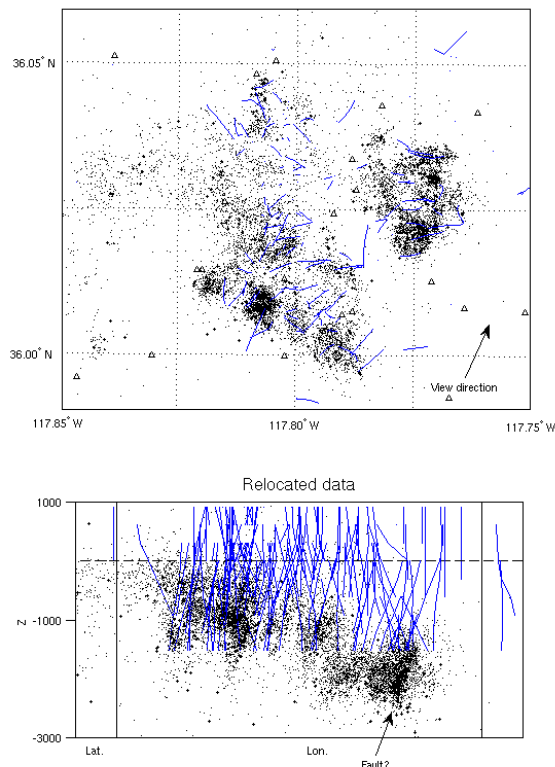 36.05° N
36.00° N
View direction
117.85° W
117.80° W
117.75° W
Relocated data
1000
0
-1000
-3000
Z
Lat.
Lon.
Fault?